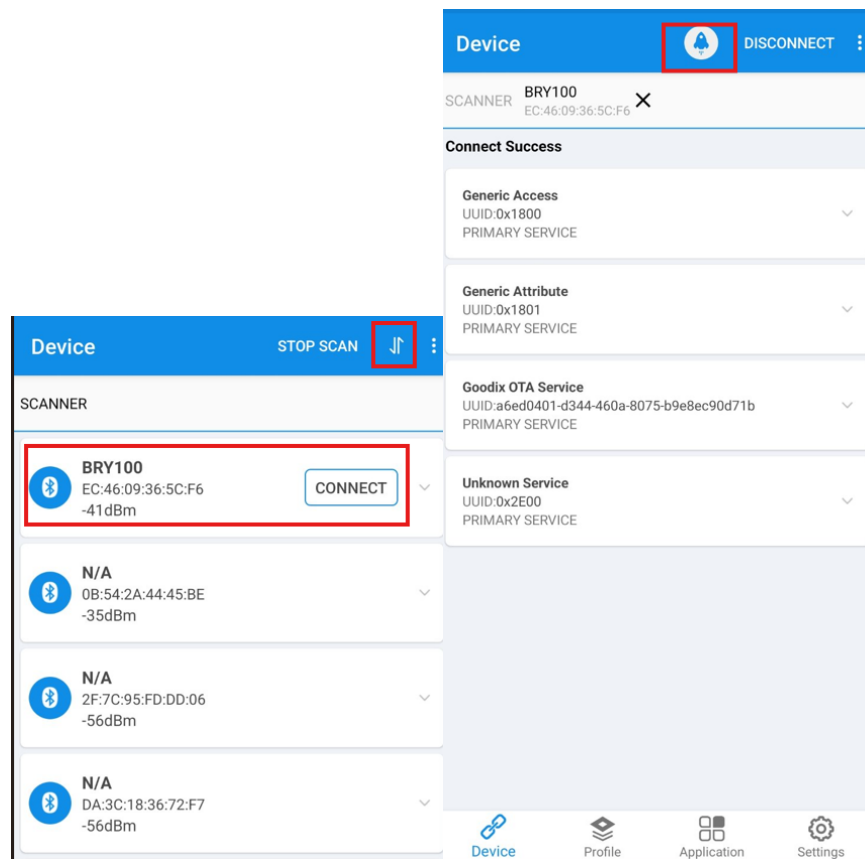 Device
STOP SCAN
SCANNER
BRY100
EC:46:09:36:5C:F6
-41dBm
CONNECT
N/A
0B:54:2A:44:45:BE
-35dBm
N/A
2F:7C:95:FD:DD:06
-56dBm
N/A
DA:3C:18:36:72:F7
-56dBm
Device
DISCONNECT
SCANNER
BRY100
EC:46:09:36:5C:F6
Connect Success
Generic Access
UUID:0x1800
PRIMARY SERVICE
Generic Attribute
UUID:0x1801
PRIMARY SERVICE
Goodix OTA Service
UUID:a6ed0401-d344-460a-8075-b9e8ec90d71b
PRIMARY SERVICE
Unknown Service
UUID:0x2E00
PRIMARY SERVICE
Device
Profile
Application
Settings